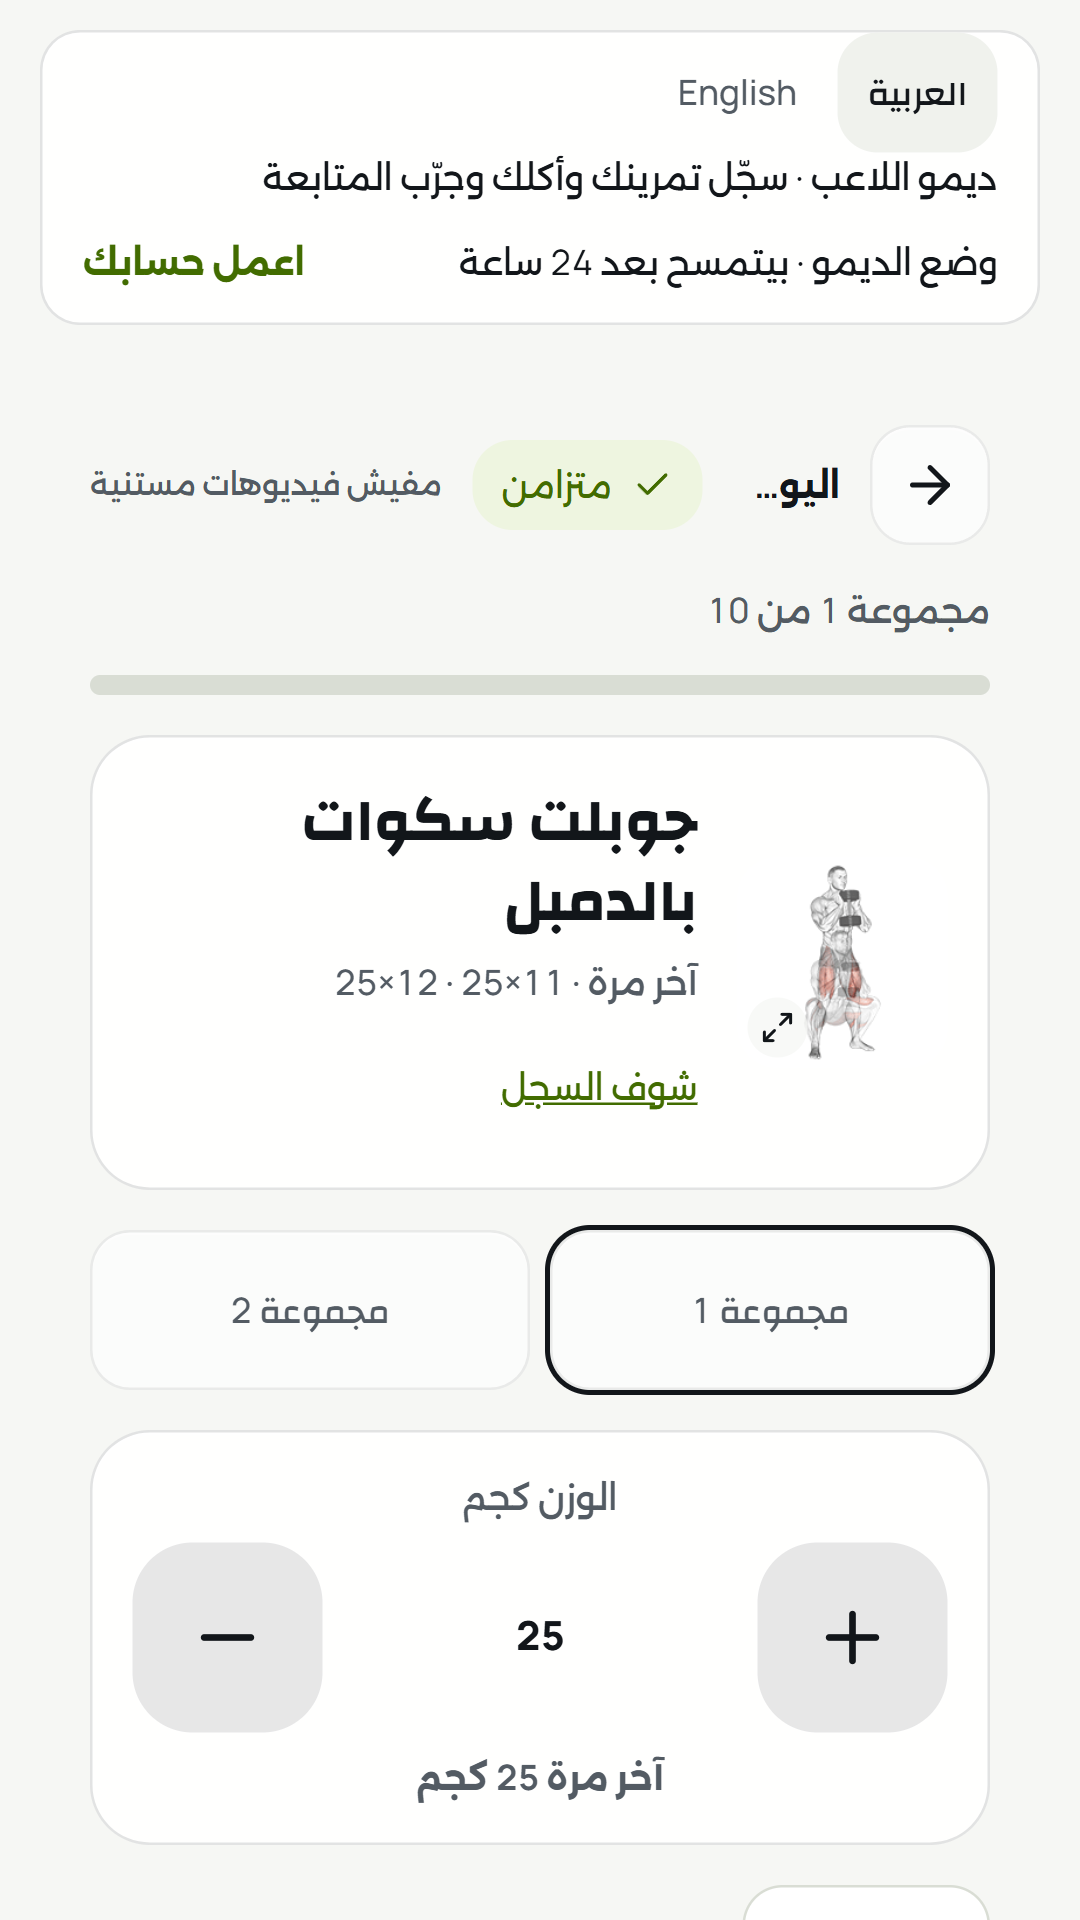 العربية English
ديمو اللاعب · سجّل تمرينك وأكلك وجرّب المتابعة
وضع الديمو · بيتمسح بعد 24 ساعة اعمل حسابك
اليو... متزامن مفيش فيديوهات مستنية
مجموعة 1 من 10
جوبلت سكوات
بالدمبل
آخر مرة · 11×25 · 12×25
شوف السجل
مجموعة 1 مجموعة 2
الوزن كجم
+ 25 −
آخر مرة 25 كجم